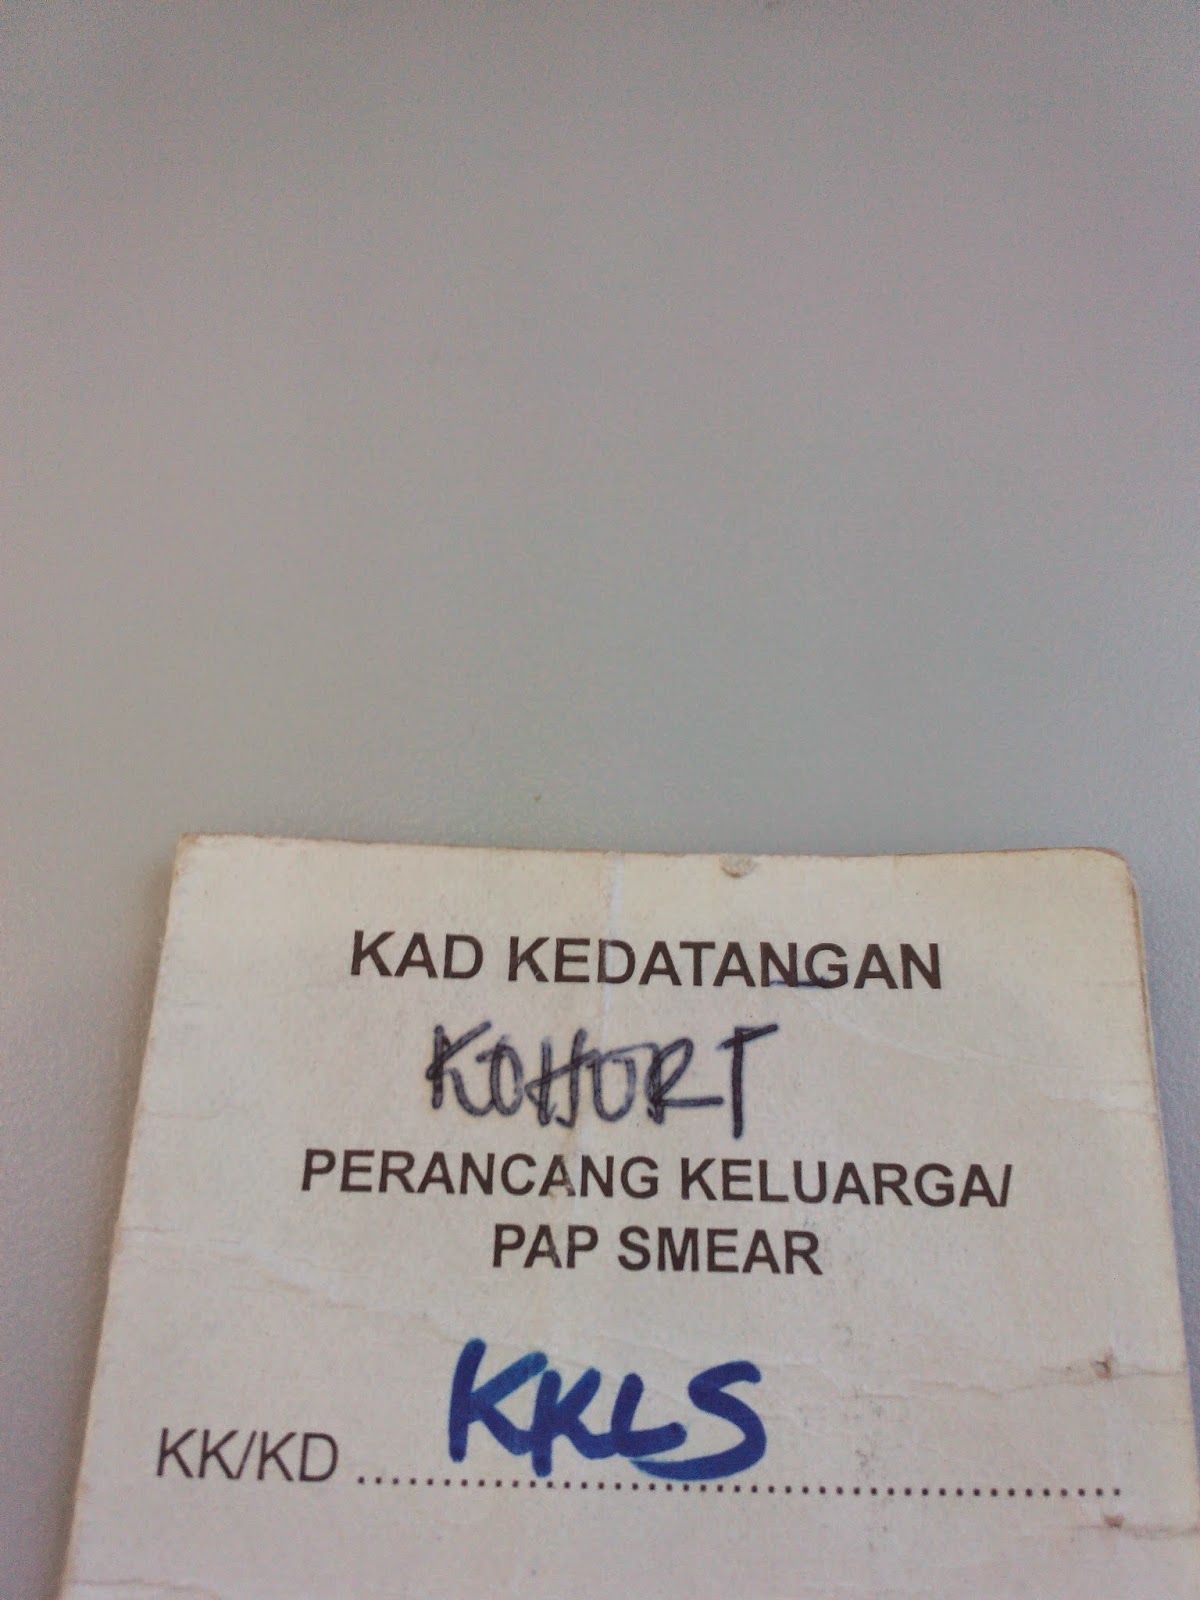 KAD KEDATANGAN
KOHORT
PERANCANG KELUARGA/
PAP SMEAR
KK/KD ........ KKLS ........